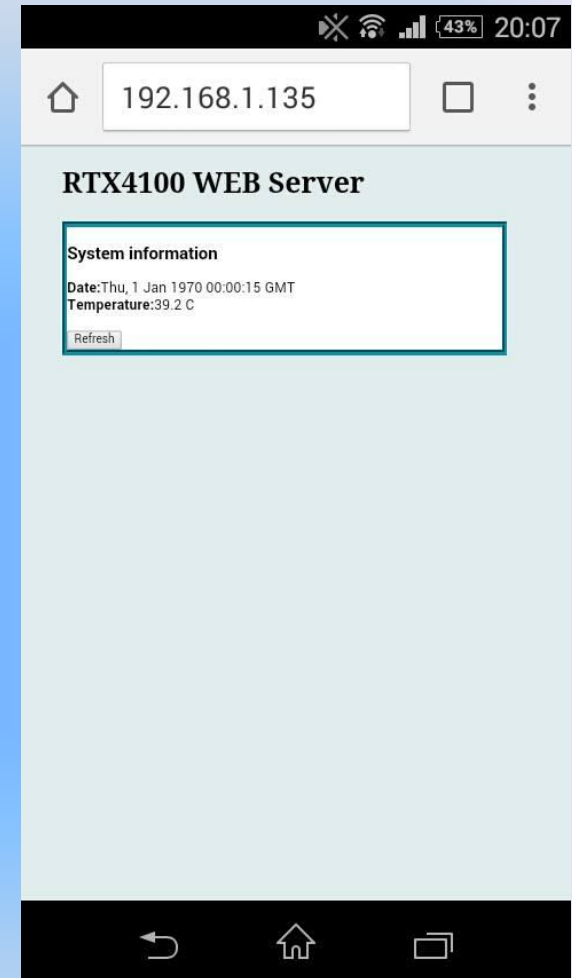 43% 20:07
192.168.1.135
RTX4100 WEB Server
System information
Date:Thu, 1 Jan 1970 00:00:15 GMT
Temperature:39.2 C
Refresh